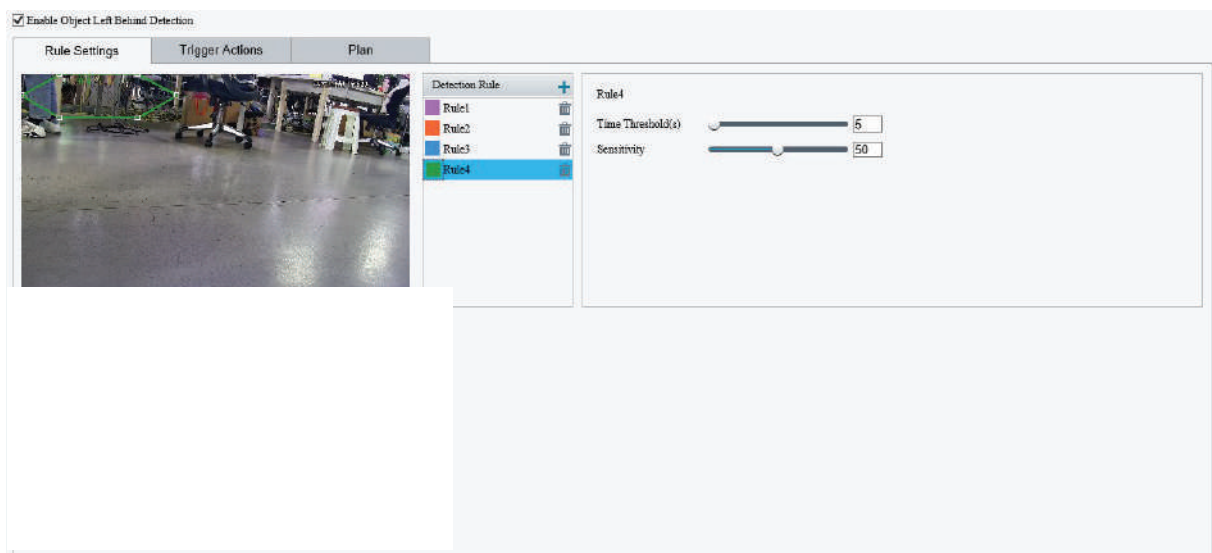 Enable Object Left Behind Detection
Rule Settings
Trigger Actions
Plan
Detection Rule
Rule1
Rule2
Rule3
Rule4
Rule4
Time Threshold(s) 5
Sensitivity 50